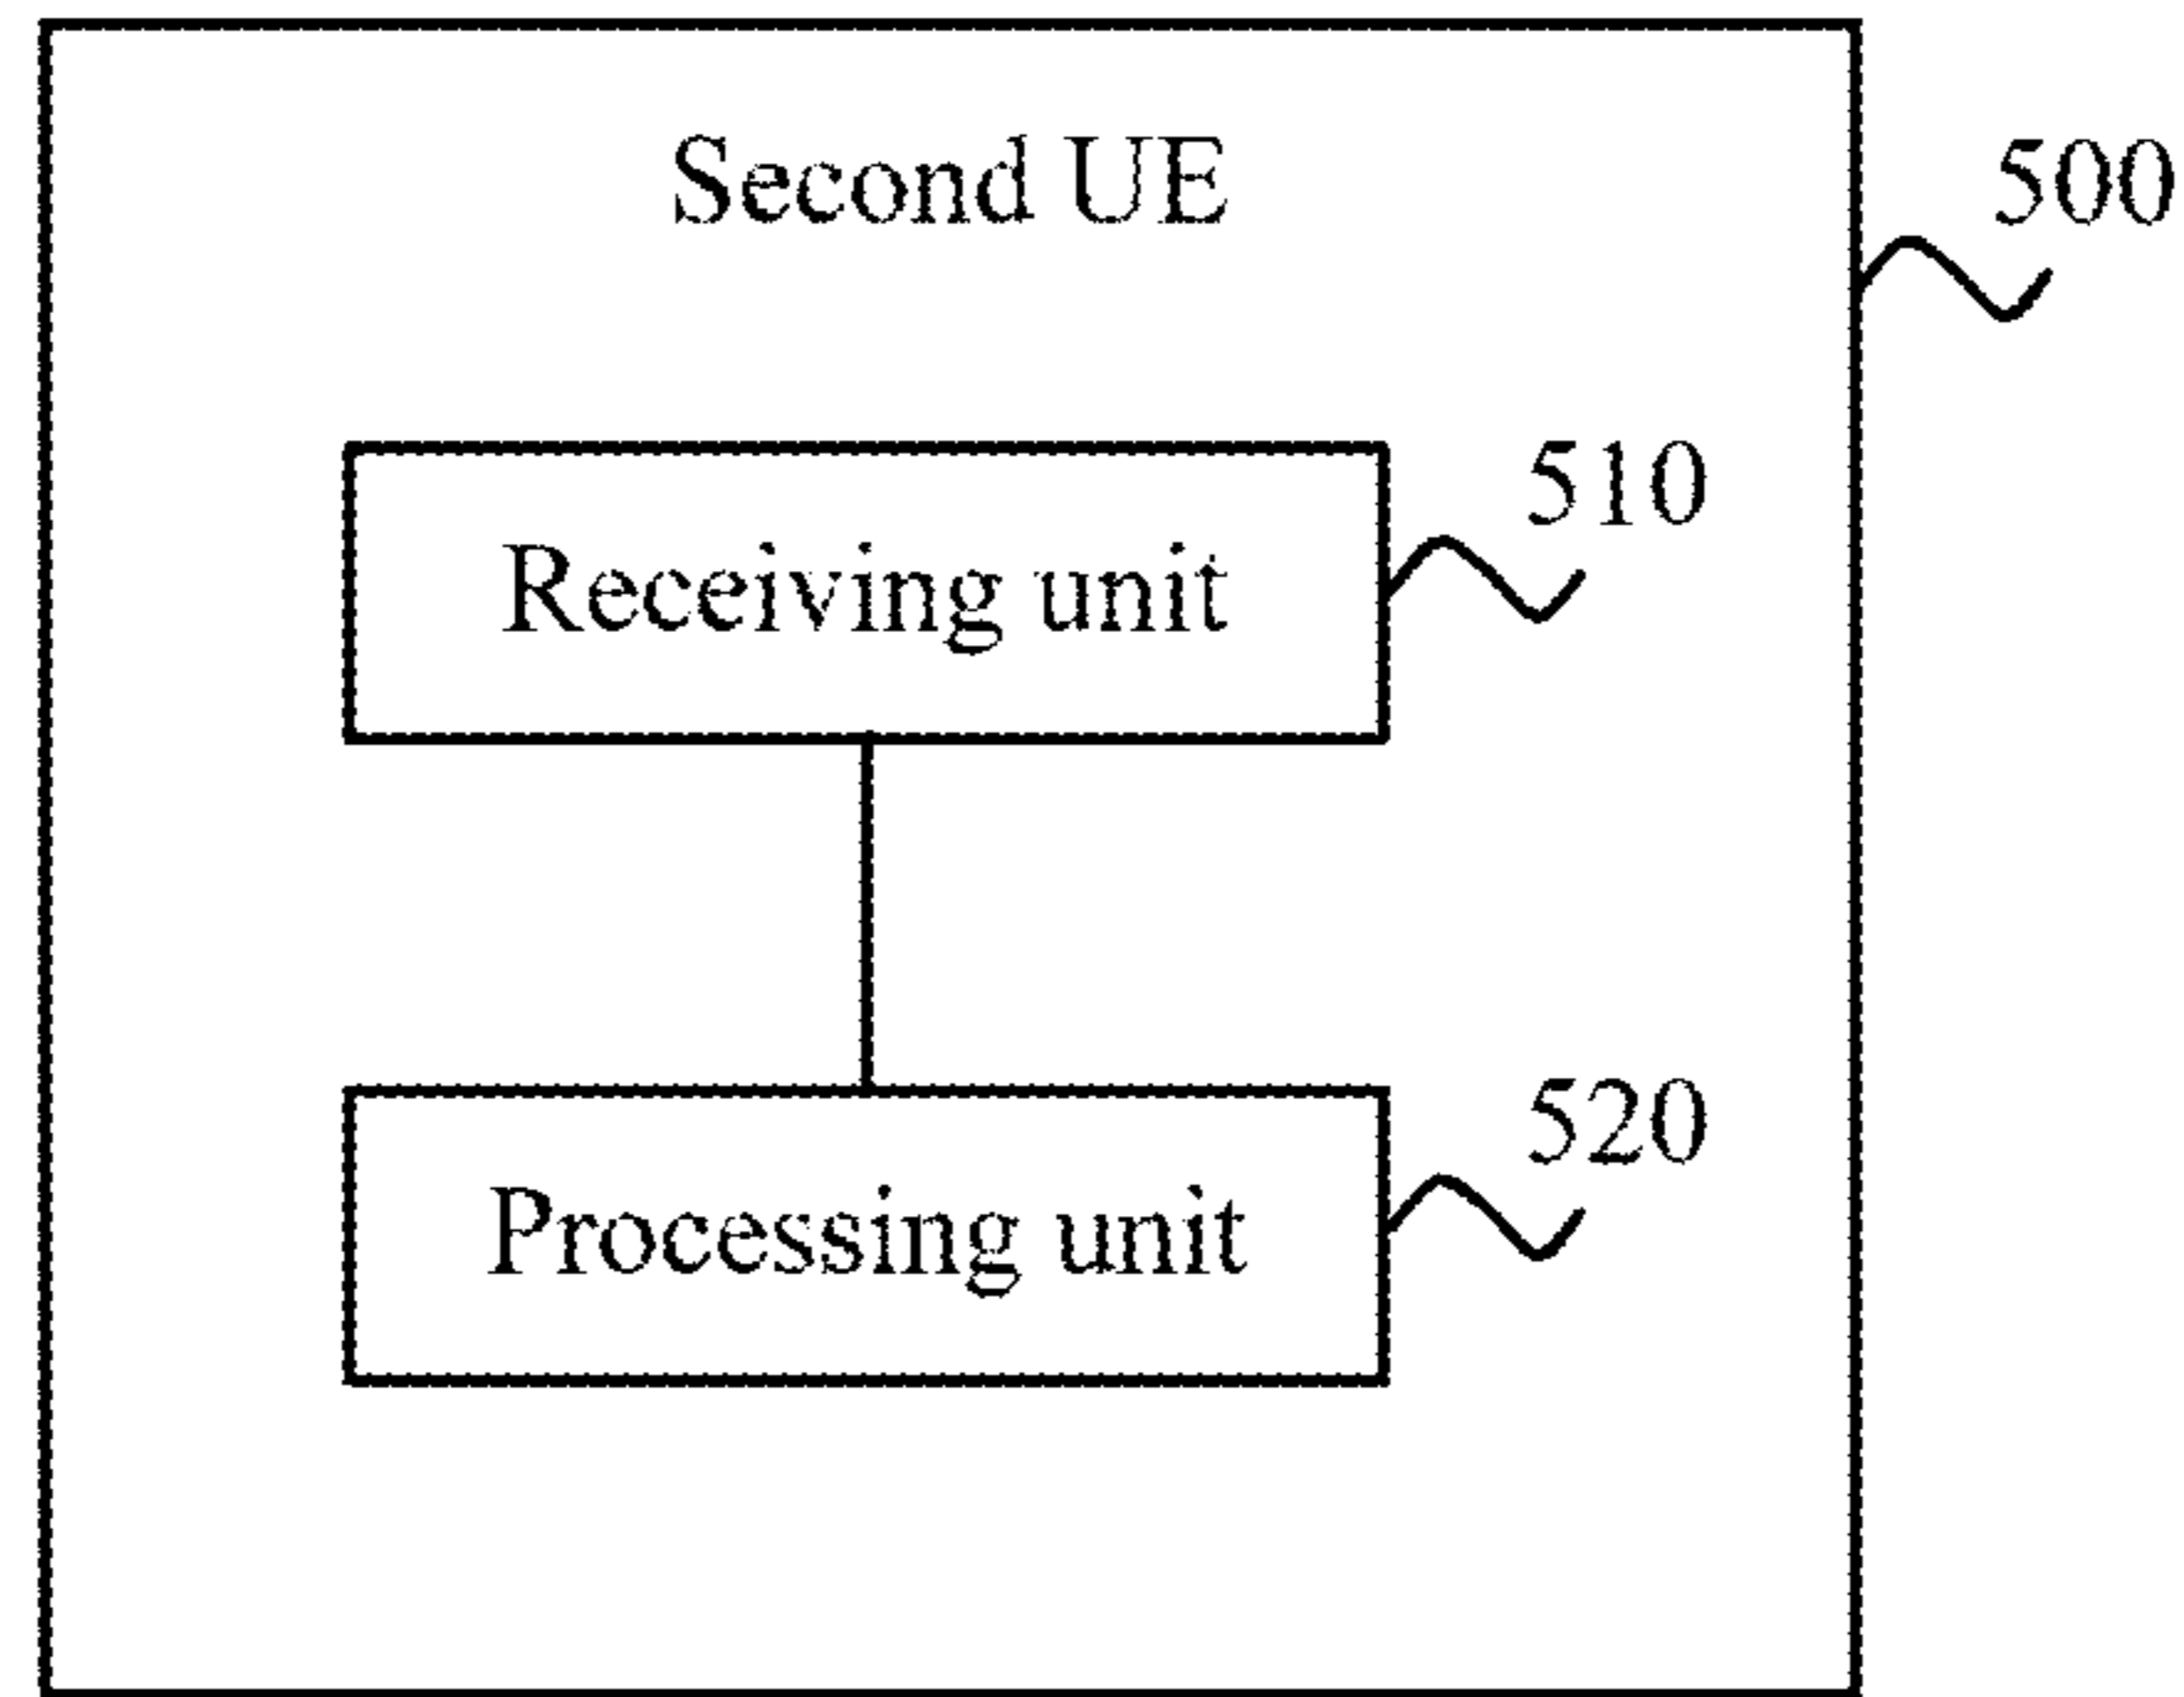 Second UE
500
510
Receiving unit
520
Processing unit